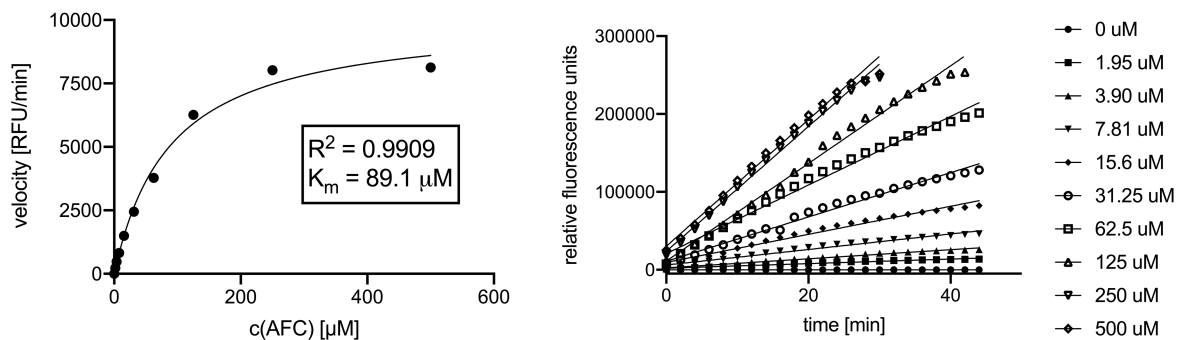 10000
7500
5000
2500
0
velocity [RFU/min]
R² = 0.9909
Kₘ = 89.1 μM
0
200
400
600
c(AFC) [μM]
300000
200000
100000
0
relative fluorescence units
0
20
40
time [min]
0 uM
1.95 uM
3.90 uM
7.81 uM
15.6 uM
31.25 uM
62.5 uM
125 uM
250 uM
500 uM